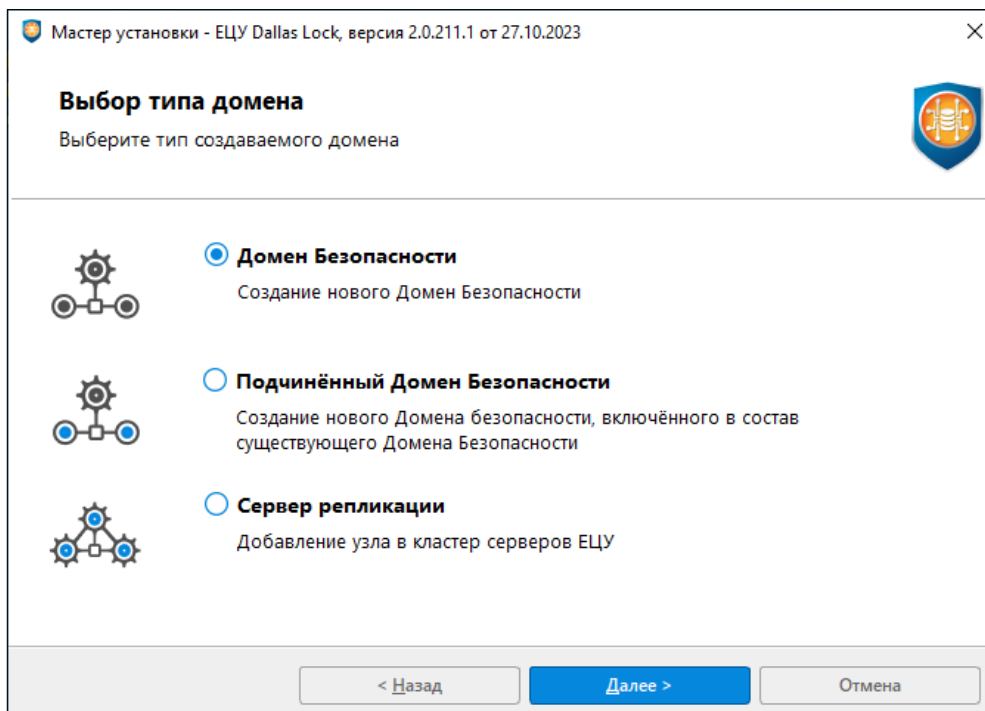 Мастер установки - ЕЦУ Dallas Lock, версия 2.0.211.1 от 27.10.2023
Выбор типа домена
Выберите тип создаваемого домена
Домен Безопасности
Создание нового Домен Безопасности
Подчинённый Домен Безопасности
Создание нового Домена безопасности, включённого в состав
существующего Домена Безопасности
Сервер репликации
Добавление узла в кластер серверов ЕЦУ
< Назад
Далее >
Отмена